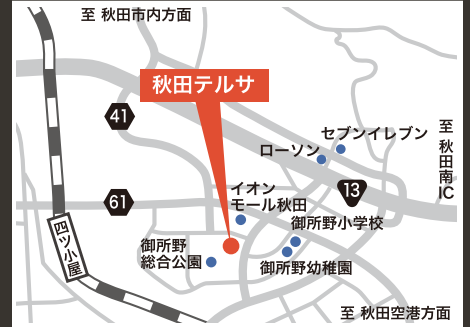 至 秋田市内方面
秋田テルサ
41
セブンイレブン
ローソン
至 秋田南IC
61
13
イオン
モール秋田
御所野小学校
四ツ小屋
御所野
総合公園
御所野幼稚園
至 秋田空港方面